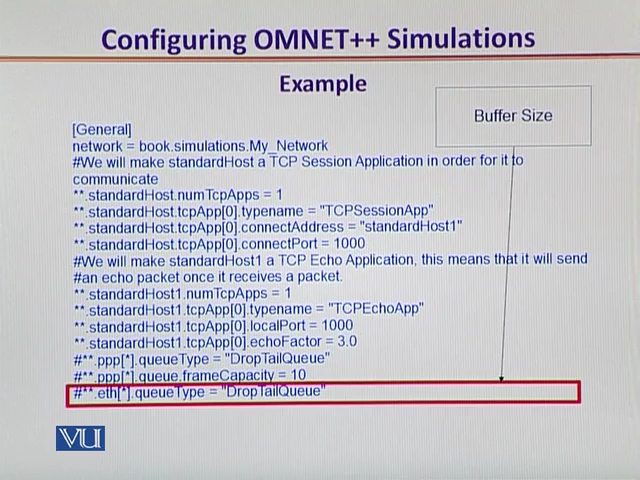 Configuring OMNET++ Simulations
Example
Buffer Size
[General]
network = book.simulations.My_Network
#We will make standardHost a TCP Session Application in order for it to
communicate
**.standardHost.numTcpApps = 1
**.standardHost.tcpApp[0].typename = "TCPSessionApp"
**.standardHost.tcpApp[0].connectAddress = "standardHost1"
**.standardHost.tcpApp[0].connectPort = 1000
#We will make standardHost1 a TCP Echo Application, this means that it will send
#an echo packet once it receives a packet.
**.standardHost1.numTcpApps = 1
**.standardHost1.tcpApp[0].typename = "TCPEchoApp"
**.standardHost1.tcpApp[0].localPort = 1000
**.standardHost1.tcpApp[0].echoFactor = 3.0
#**.ppp[*].queueType = "DropTailQueue"
#**.ppp[*].queue.frameCapacity = 10
#**.eth[*].queueType = "DropTailQueue"
VU